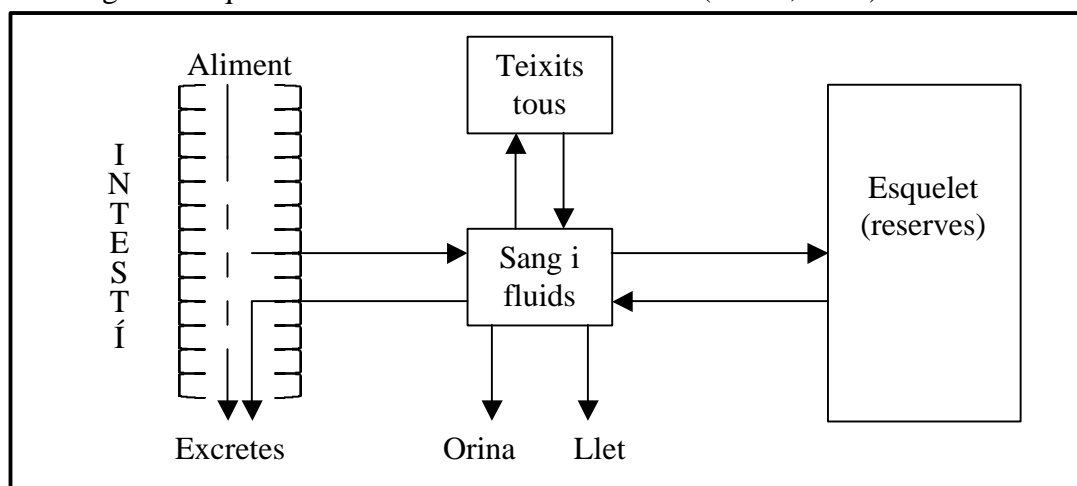 Aliment
Teixits
tous
INTESTÍ
Esquelet
(reserves)
Sang i
fluids
Excretes
Orina
Llet